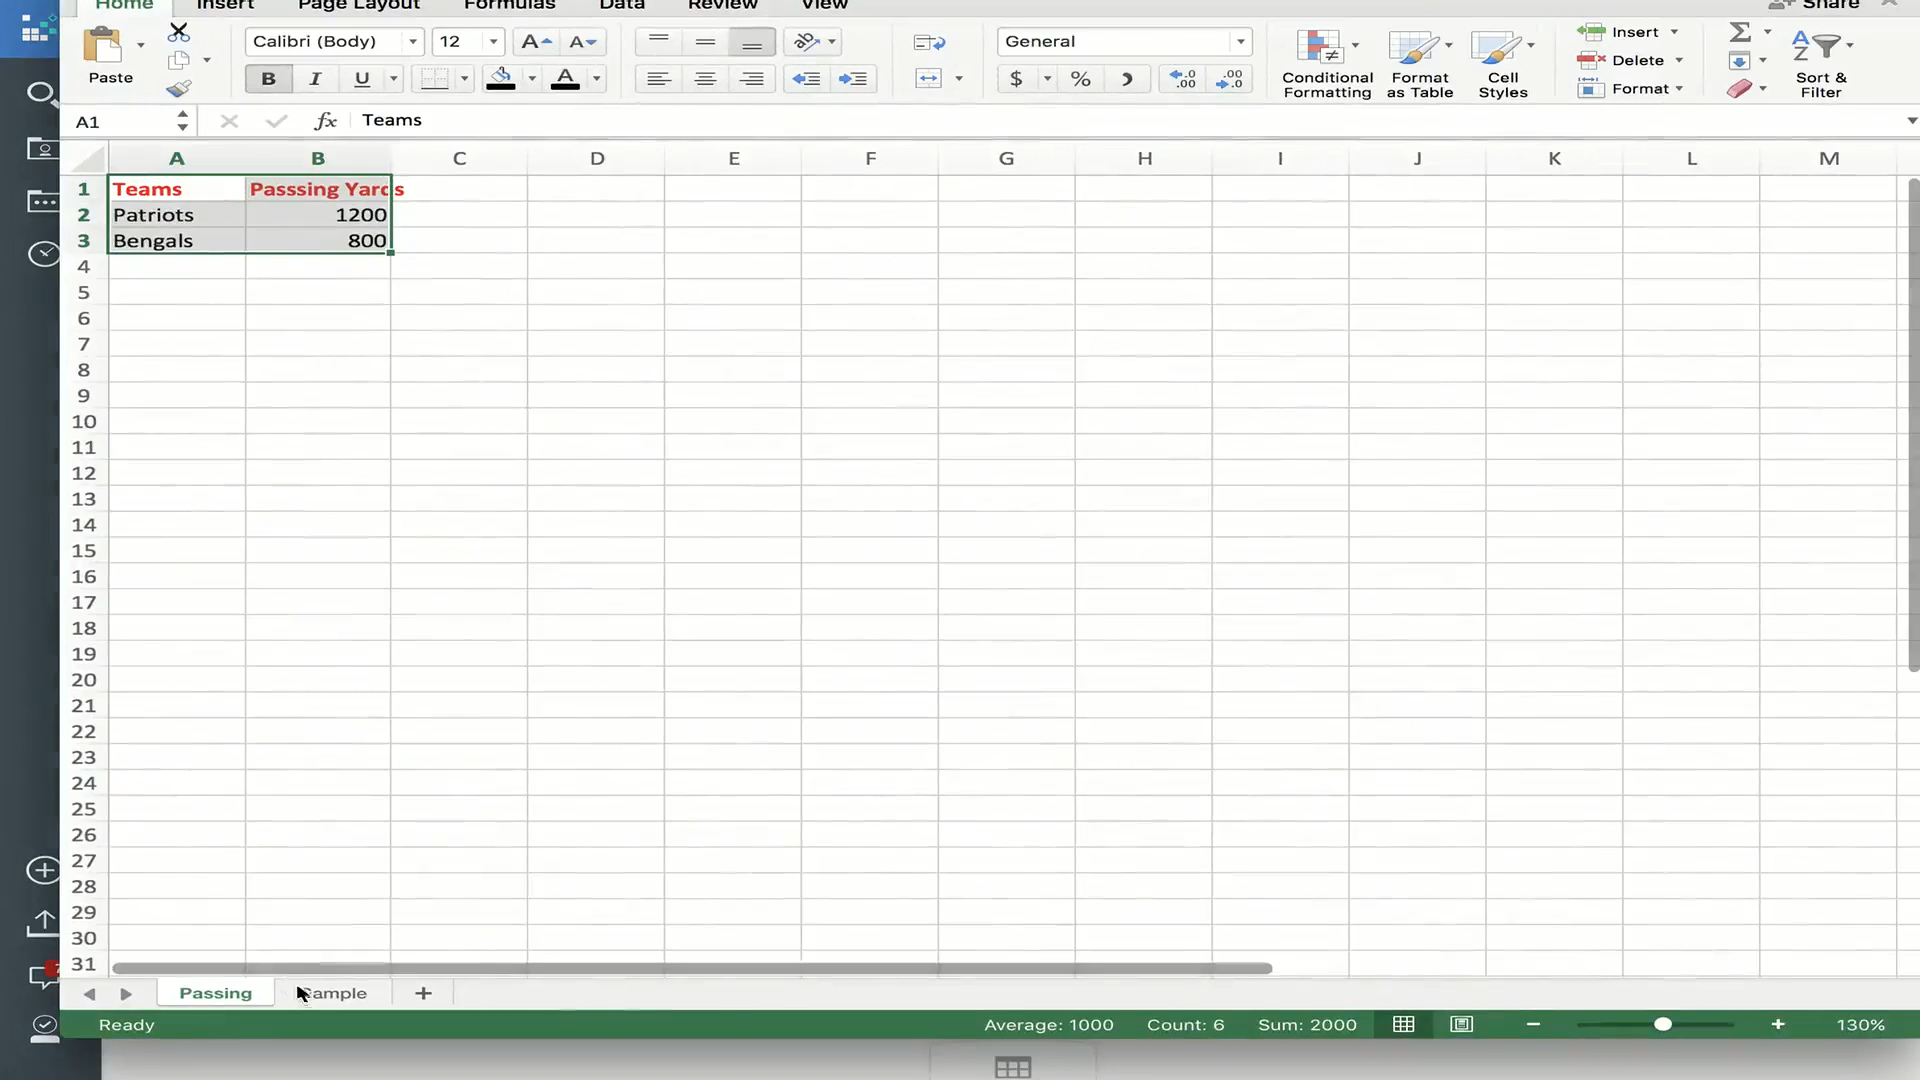 Home Insert Page Layout Formulas Data Review View Share
Calibri (Body) 12 General Insert
Delete
Paste B I U $ % Conditional Formatting Format as Table Cell Styles Format Sort & Filter
A1 fx Teams
A B C D E F G H I J K L M
1 Teams Passsing Yards
2 Patriots 1200
3 Bengals 800
4
5
6
7
8
9
10
11
12
13
14
15
16
17
18
19
20
21
22
23
24
25
26
27
28
29
30
31
Passing Sample +
Ready Average: 1000 Count: 6 Sum: 2000 130%